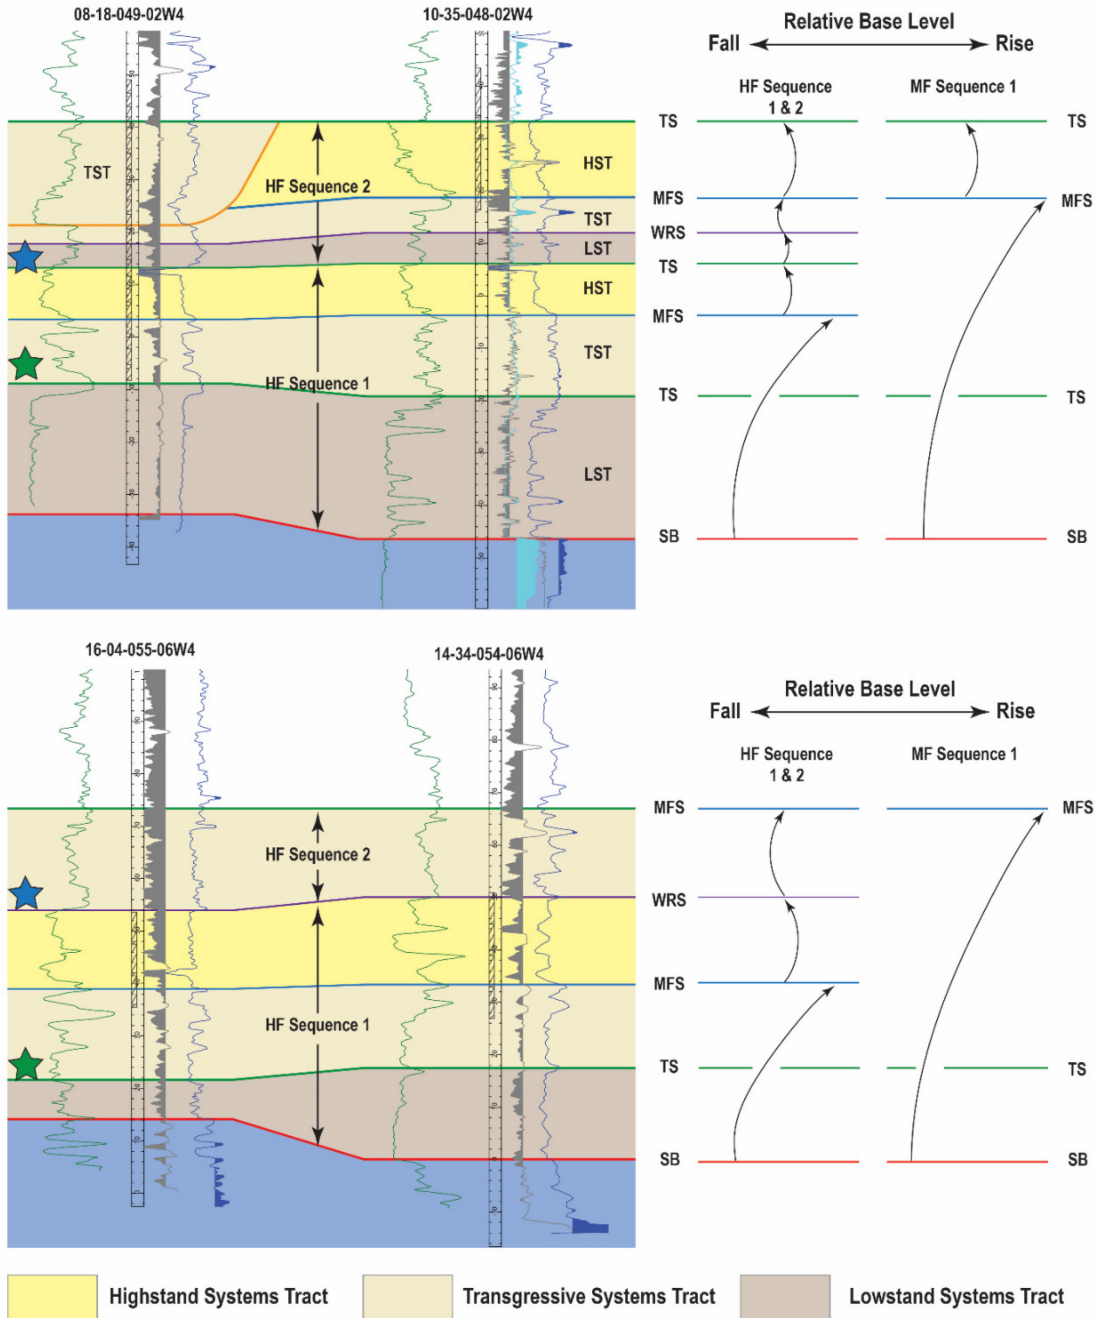 08-18-049-02W4
10-35-048-02W4
Relative Base Level
Fall
Rise
HF Sequence
1 & 2
MF Sequence 1
TS
TS
TST
HST
HF Sequence 2
MFS
MFS
TST
WRS
LST
TS
HST
MFS
TST
HF Sequence 1
TS
TS
LST
SB
SB
16-04-055-06W4
14-34-054-06W4
Relative Base Level
Fall
Rise
HF Sequence
1 & 2
MF Sequence 1
MFS
MFS
HF Sequence 2
WRS
MFS
HF Sequence 1
TS
TS
SB
SB
Highstand Systems Tract
Transgressive Systems Tract
Lowstand Systems Tract